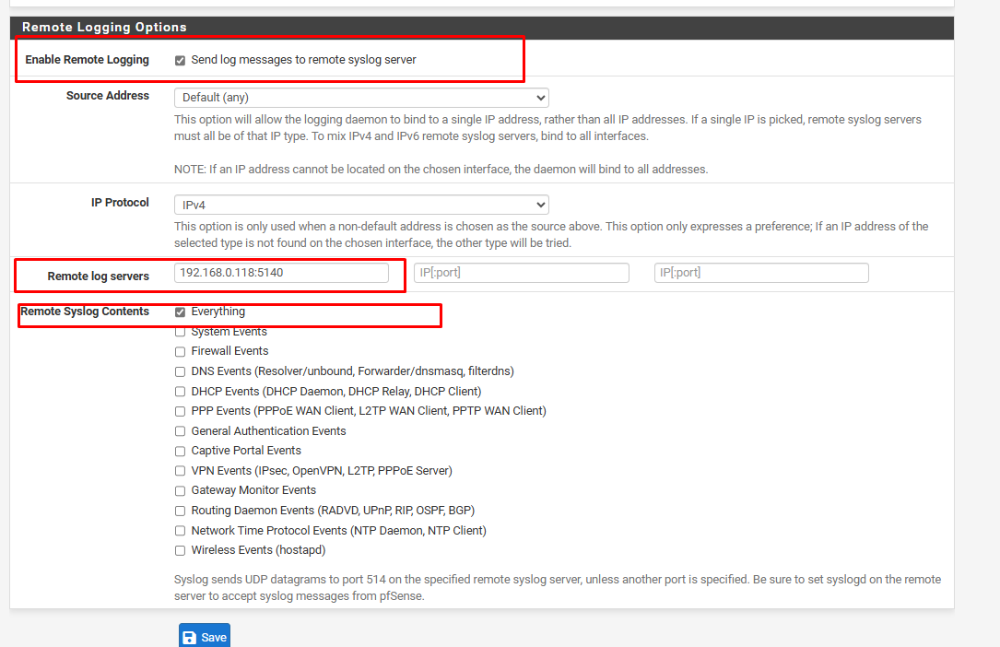 Remote Logging Options
Enable Remote Logging Send log messages to remote syslog server
Source Address Default (any)
This option will allow the logging daemon to bind to a single IP address, rather than all IP addresses. If a single IP is picked, remote syslog servers
must all be of that IP type. To mix IPv4 and IPv6 remote syslog servers, bind to all interfaces.
NOTE: If an IP address cannot be located on the chosen interface, the daemon will bind to all addresses.
IP Protocol IPv4
This option is only used when a non-default address is chosen as the source above. This option only expresses a preference; If an IP address of the
selected type is not found on the chosen interface, the other type will be tried.
Remote log servers 192.168.0.118:5140 IP[:port] IP[:port]
Remote Syslog Contents Everything
System Events
Firewall Events
DNS Events (Resolver/unbound, Forwarder/dnsmasq, filterdns)
DHCP Events (DHCP Daemon, DHCP Relay, DHCP Client)
PPP Events (PPPoE WAN Client, L2TP WAN Client, PPTP WAN Client)
General Authentication Events
Captive Portal Events
VPN Events (IPsec, OpenVPN, L2TP, PPPoE Server)
Gateway Monitor Events
Routing Daemon Events (RADVD, UPnP, RIP, OSPF, BGP)
Network Time Protocol Events (NTP Daemon, NTP Client)
Wireless Events (hostapd)
Syslog sends UDP datagrams to port 514 on the specified remote syslog server, unless another port is specified. Be sure to set syslogd on the remote
server to accept syslog messages from pfSense.
Save